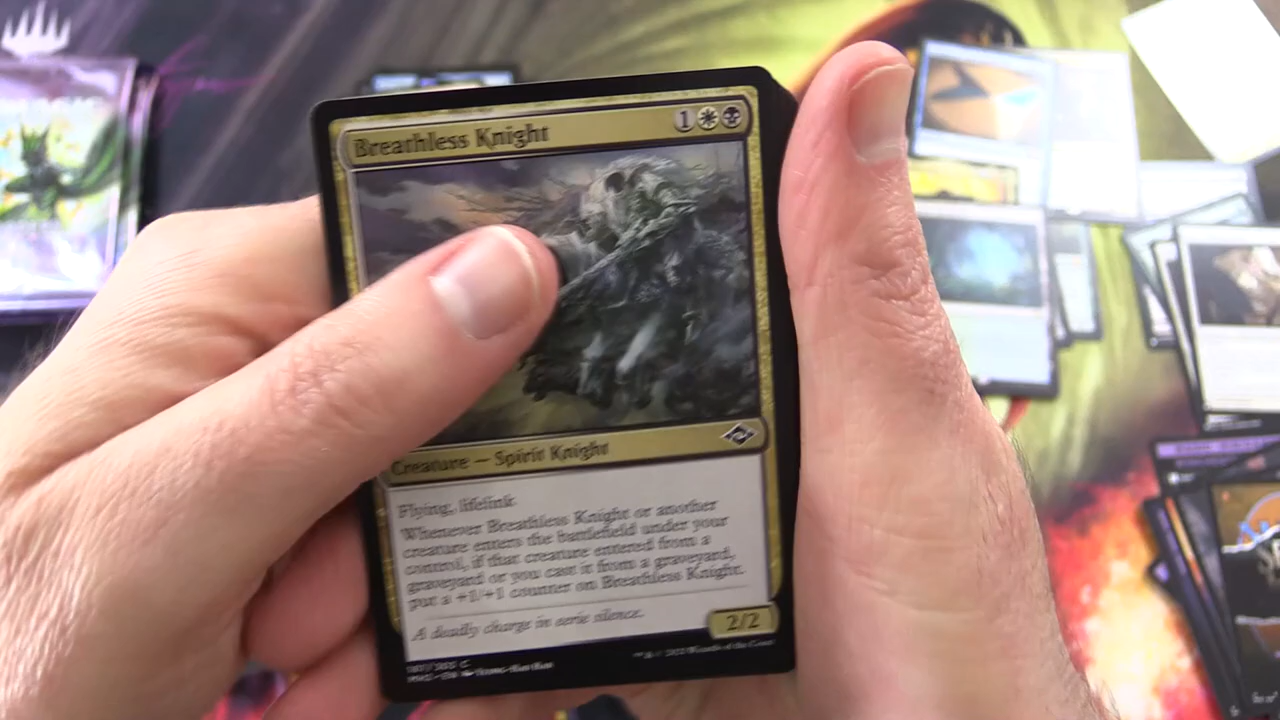 Breathless Knight 1
Creature — Spirit Knight
Flying, lifelink
Whenever Breathless Knight or another
creature enters the battlefield under your
control, if that creature entered from a
graveyard or you cast it from a graveyard,
put a +1/+1 counter on Breathless Knight.
A deadly charge in eerie silence.
2/2